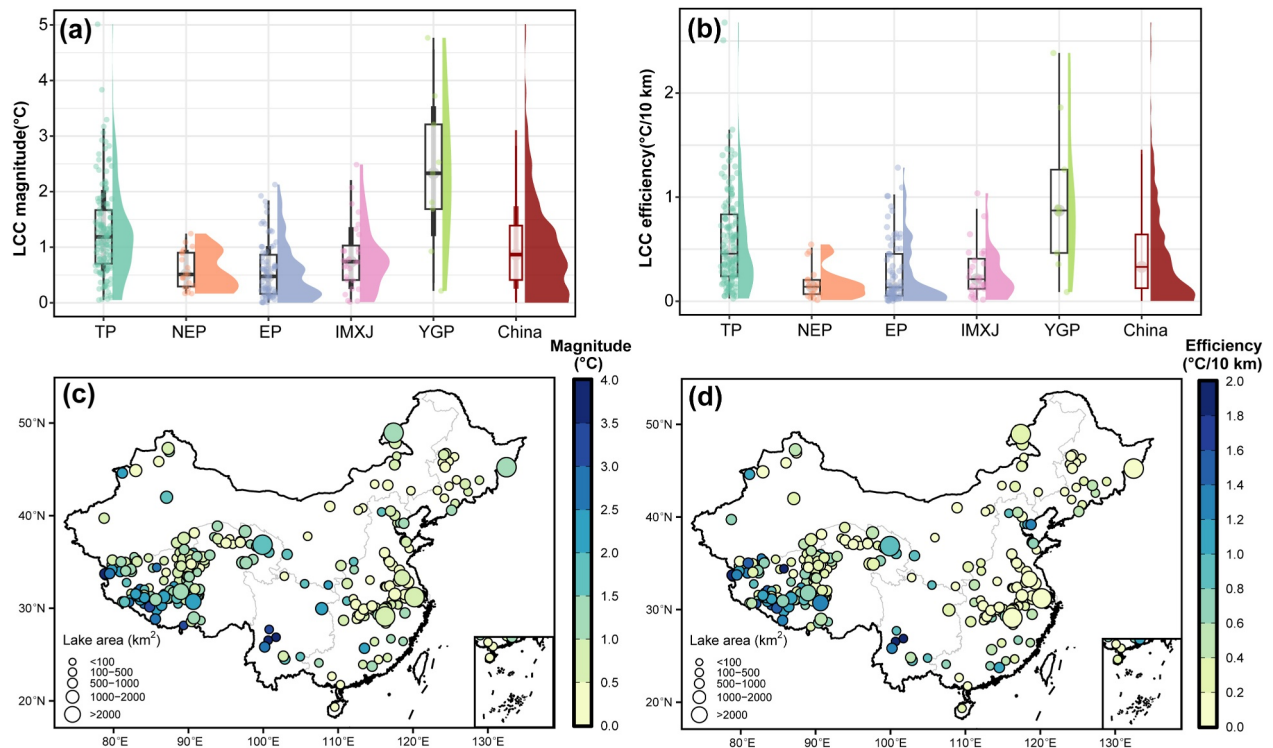 (a)
LCC magnitude(°C)
5
4
3
2
1
0
TP NEP EP IMXJ YGP China
(b)
LCC efficiency(°C/10 km)
2
1
0
TP NEP EP IMXJ YGP China
(c)
50°N
40°N
30°N
20°N
80°E 90°E 100°E 110°E 120°E 130°E
Lake area (km²)
<100
100−500
500−1000
1000−2000
>2000
Magnitude
(°C)
4.0
3.5
3.0
2.5
2.0
1.5
1.0
0.5
0.0
(d)
50°N
40°N
30°N
20°N
80°E 90°E 100°E 110°E 120°E 130°E
Lake area (km²)
<100
100−500
500−1000
1000−2000
>2000
Efficiency
(°C/10 km)
2.0
1.8
1.6
1.4
1.2
1.0
0.8
0.6
0.4
0.2
0.0